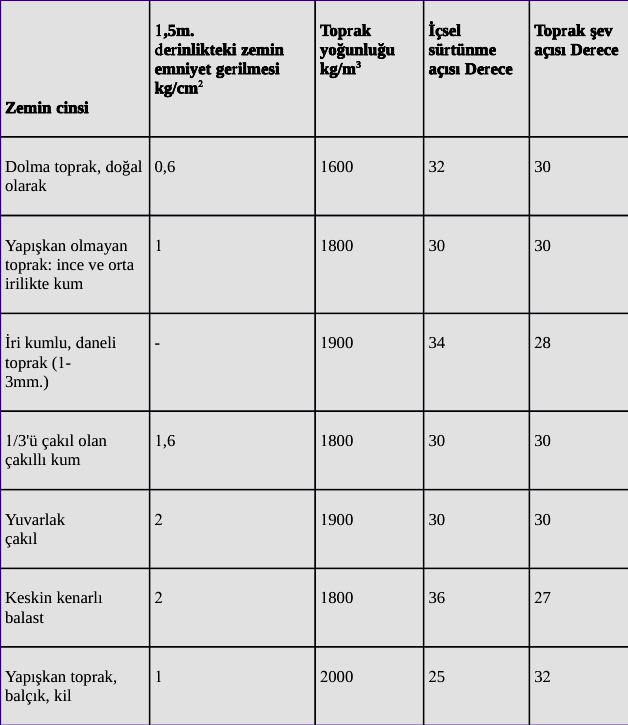 Zemin cinsi
1,5m.
derinlikteki zemin
emniyet gerilmesi
kg/cm²
Toprak
yoğunluğu
kg/m³
İçsel
sürtünme
açısı Derece
Toprak şev
açısı Derece
Dolma toprak, doğal
olarak
0,6
1600
32
30
Yapışkan olmayan
toprak: ince ve orta
irilikte kum
1
1800
30
30
İri kumlu, daneli
toprak (1-
3mm.)
-
1900
34
28
1/3'ü çakıl olan
çakıllı kum
1,6
1800
30
30
Yuvarlak
çakıl
2
1900
30
30
Keskin kenarlı
balast
2
1800
36
27
Yapışkan toprak,
balçık, kil
1
2000
25
32